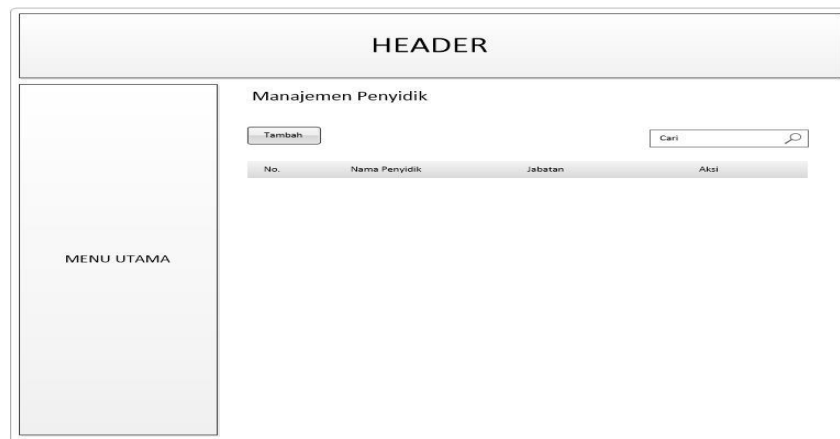 HEADER
Manajemen Penyidik
Tambah
Cari
No. Nama Penyidik Jabatan Aksi
MENU UTAMA